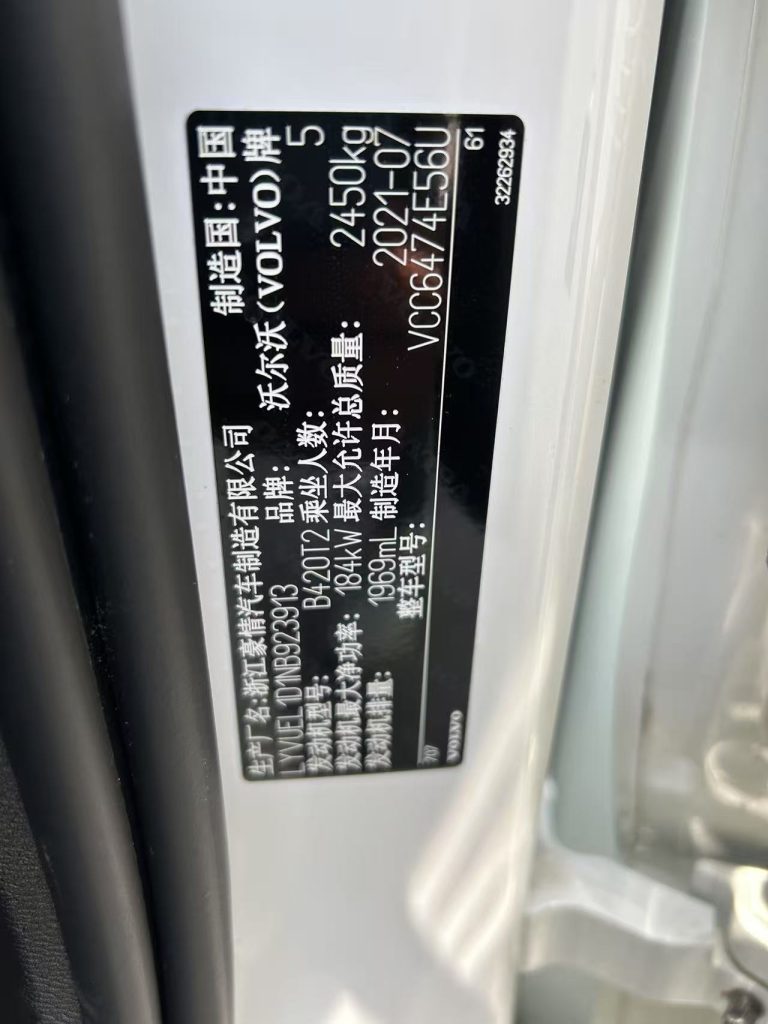 生产厂名:浙江豪情汽车制造有限公司 制造国:中国
LYVUEL1D1NB923913 品牌: 沃尔沃(VOLVO)牌
发动机型号: B420T2 乘坐人数: 5
发动机最大净功率: 184kW 最大允许总质量: 2450kg
发动机排量: 1969mL 制造年月: 2021-07
整车型号: VCC6474E56U
707 61
VOLVO 32262934